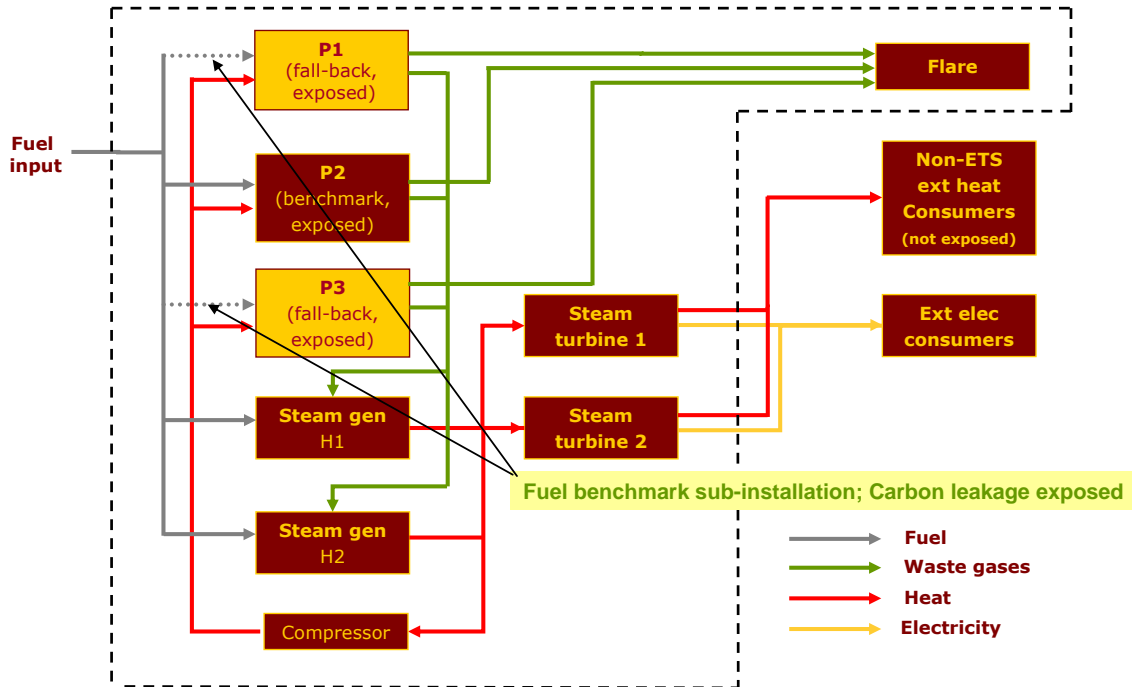 P1
(fall-back,
exposed)
Flare
Fuel
input
P2
(benchmark,
exposed)
Non-ETS
ext heat
Consumers
(not exposed)
P3
(fall-back,
exposed)
Steam
turbine 1
Ext elec
consumers
Steam gen
H1
Steam
turbine 2
Fuel benchmark sub-installation; Carbon leakage exposed
Steam gen
H2
Compressor
Fuel
Waste gases
Heat
Electricity